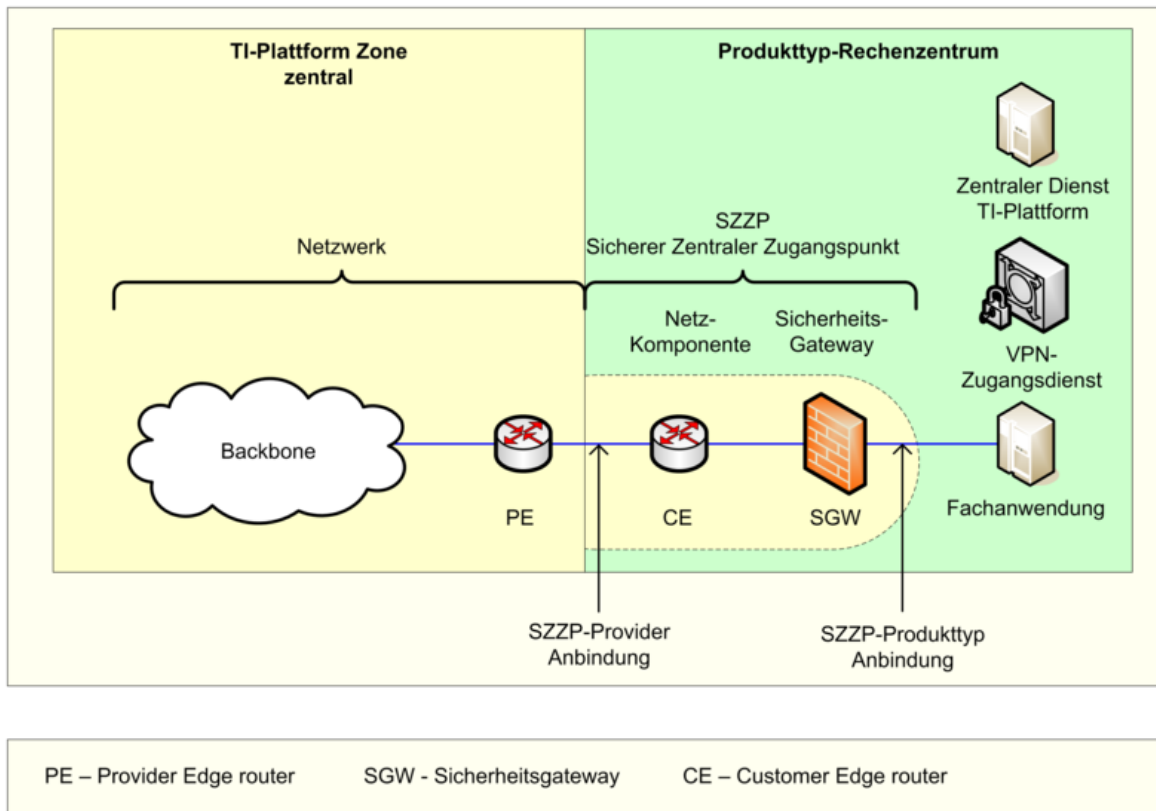 TI-Plattform Zone
zentral
Produkttyp-Rechenzentrum
Zentraler Dienst
TI-Plattform
SZZP
Sicherer Zentraler Zugangspunkt
Netzwerk
Netz-
Komponente
Sicherheits-
Gateway
VPN-
Zugangsdienst
Backbone
PE
CE
SGW
Fachanwendung
SZZP-Provider
Anbindung
SZZP-Produkttyp
Anbindung
PE – Provider Edge router
SGW - Sicherheitsgateway
CE – Customer Edge router